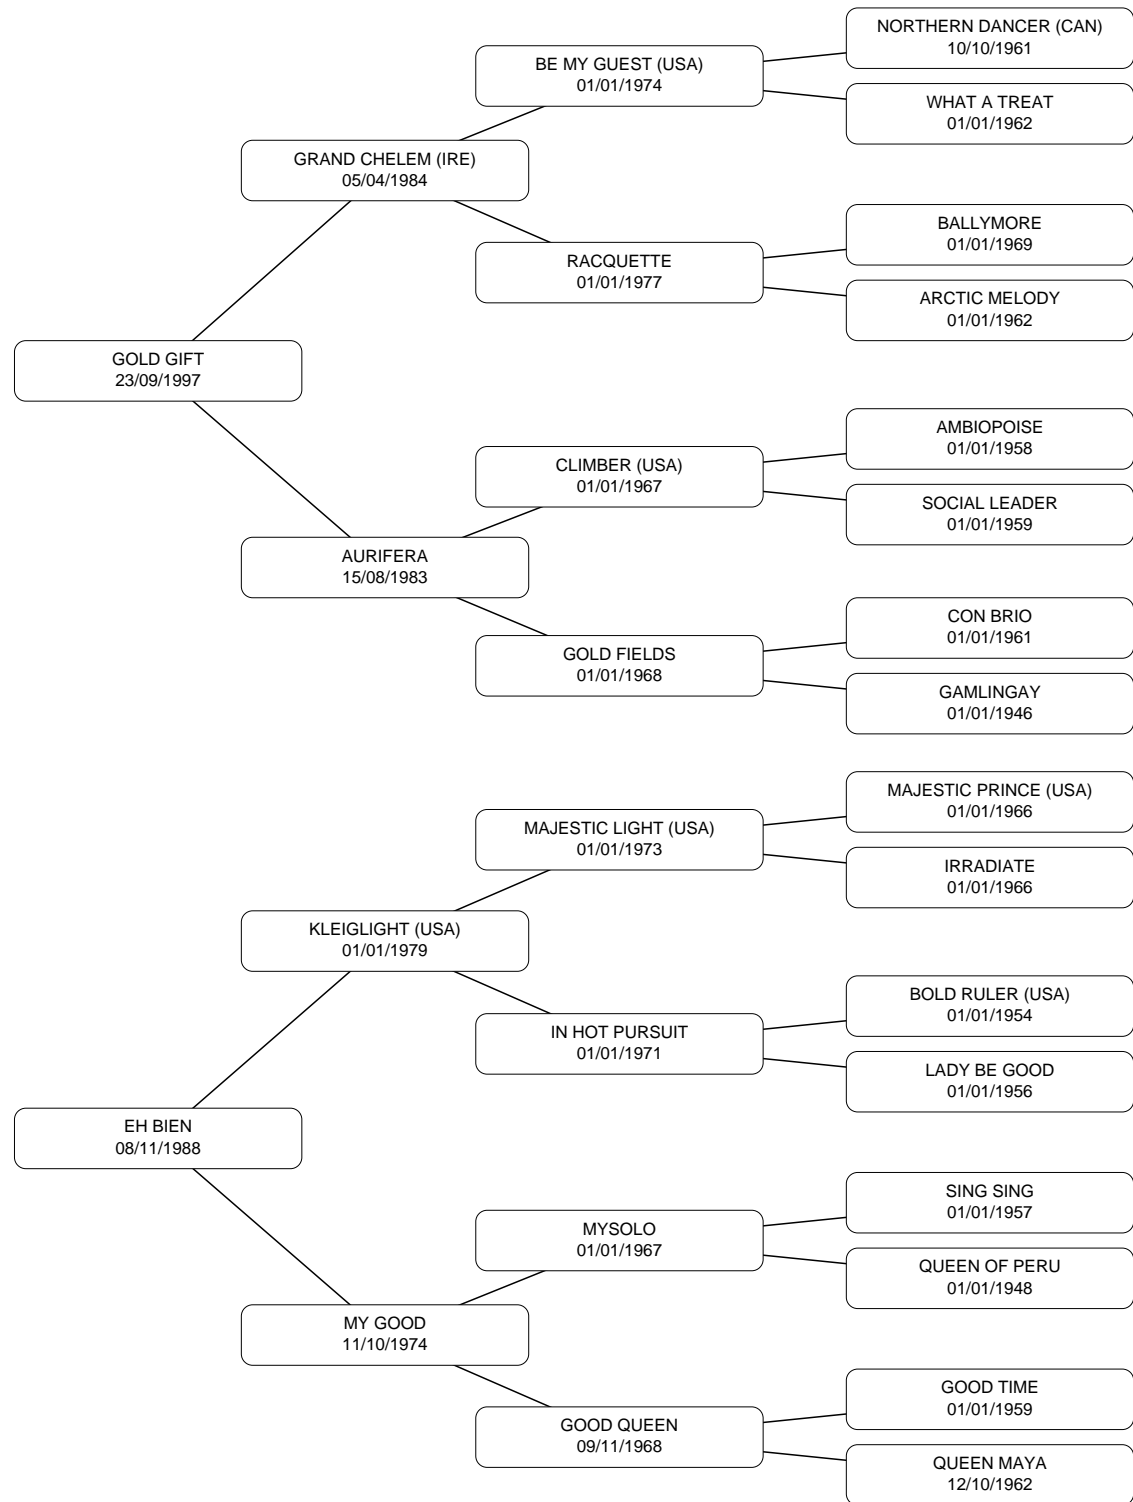 NORTHERN DANCER (CAN)
10/10/1961
BE MY GUEST (USA)
01/01/1974
WHAT A TREAT
01/01/1962
GRAND CHELEM (IRE)
05/04/1984
BALLYMORE
01/01/1969
RACQUETTE
01/01/1977
ARCTIC MELODY
01/01/1962
GOLD GIFT
23/09/1997
AMBIOPOISE
01/01/1958
CLIMBER (USA)
01/01/1967
SOCIAL LEADER
01/01/1959
AURIFERA
15/08/1983
CON BRIO
01/01/1961
GOLD FIELDS
01/01/1968
GAMLINGAY
01/01/1946
MAJESTIC PRINCE (USA)
01/01/1966
MAJESTIC LIGHT (USA)
01/01/1973
IRRADIATE
01/01/1966
KLEIGLIGHT (USA)
01/01/1979
BOLD RULER (USA)
01/01/1954
IN HOT PURSUIT
01/01/1971
LADY BE GOOD
01/01/1956
EH BIEN
08/11/1988
SING SING
01/01/1957
MYSOLO
01/01/1967
QUEEN OF PERU
01/01/1948
MY GOOD
11/10/1974
GOOD TIME
01/01/1959
GOOD QUEEN
09/11/1968
QUEEN MAYA
12/10/1962